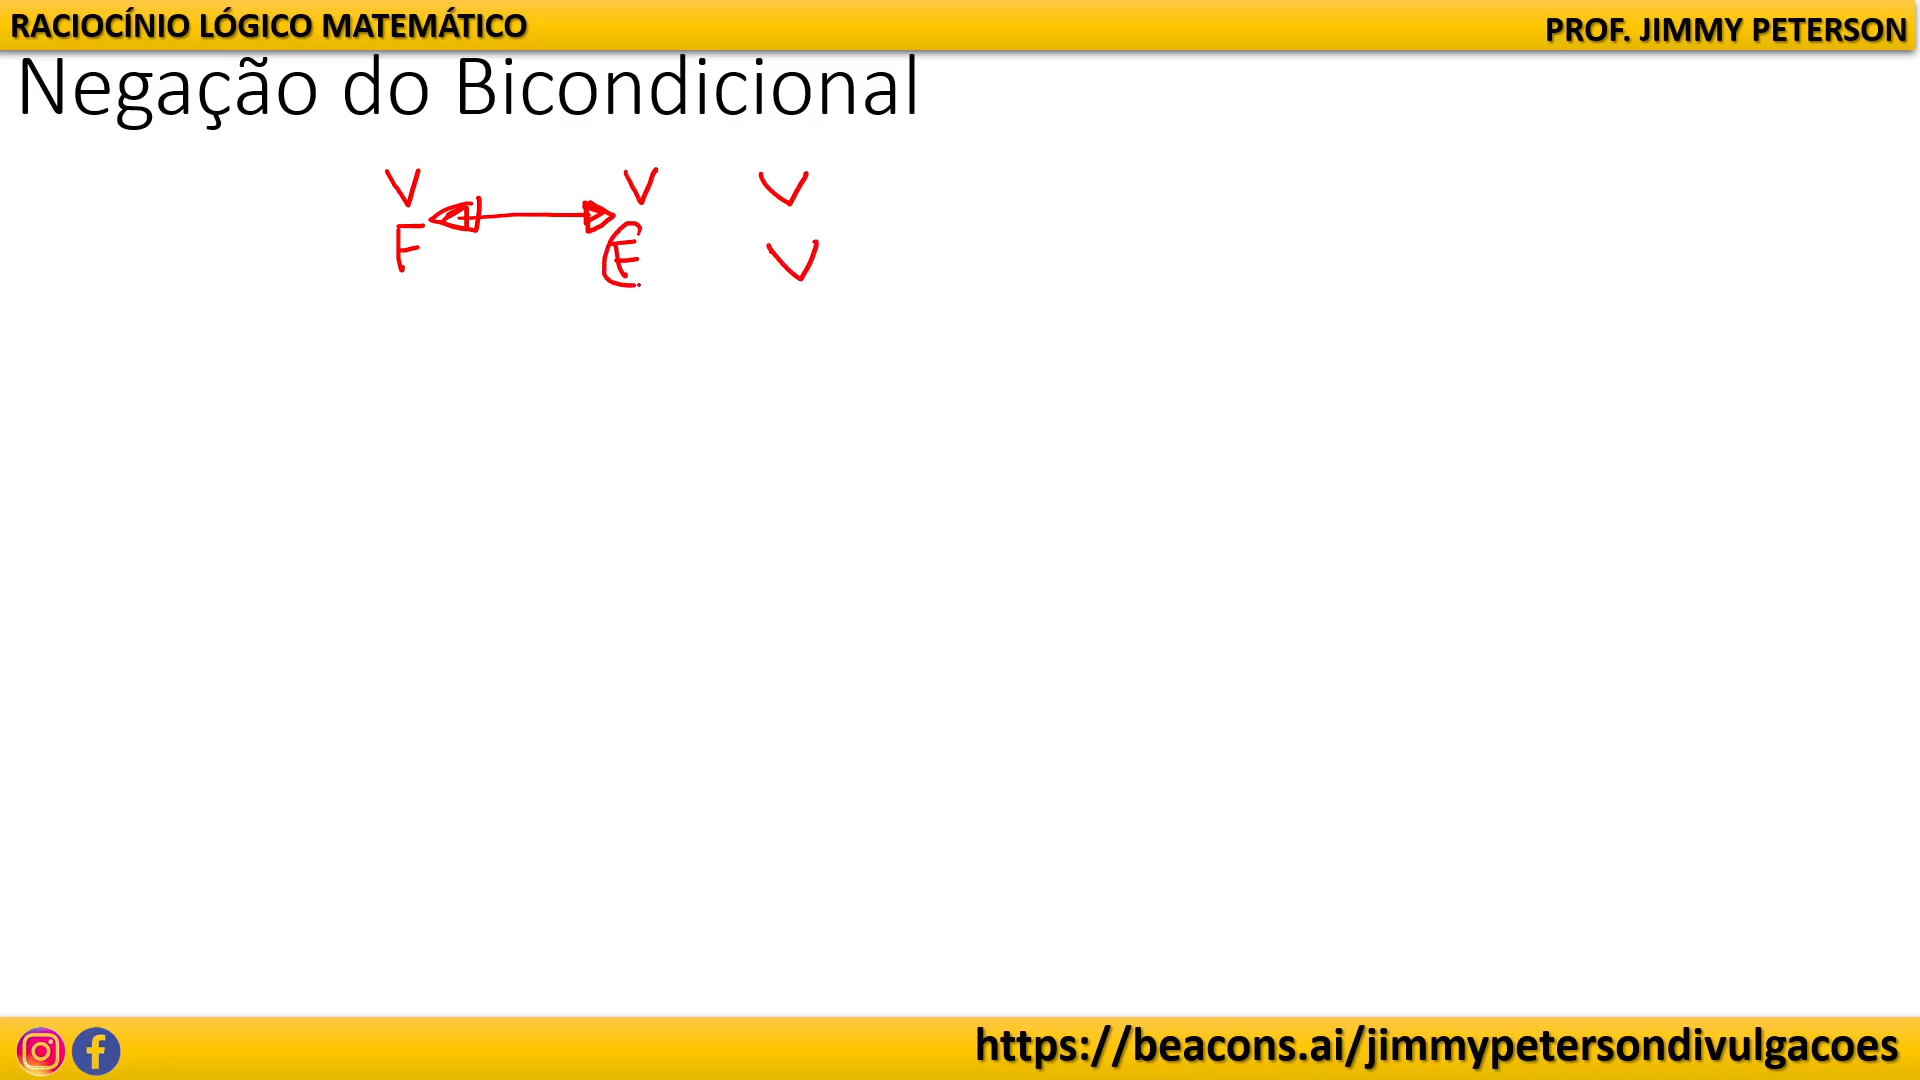 RACIOCÍNIO LÓGICO MATEMÁTICO
PROF. JIMMY PETERSON
Negação do Bicondicional
V V V
F F V
https://beacons.ai/jimmypetersondivulgacoes